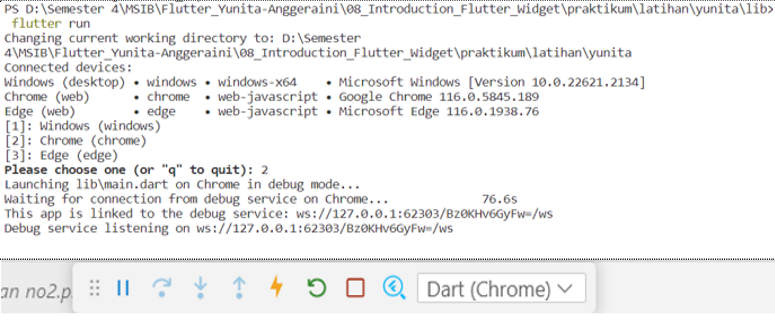 PS D:\Semester 4\MSIB\Flutter_Yunita-Anggeraini\08_Introduction_Flutter_Widget\praktikum\latihan\yunita\lib>
flutter run
Changing current working directory to: D:\Semester
4\MSIB\Flutter_Yunita-Anggeraini\08_Introduction_Flutter_Widget\praktikum\latihan\yunita
Connected devices:
Windows (desktop) • windows • windows-x64 • Microsoft Windows [Version 10.0.22621.2134]
Chrome (web) • chrome • web-javascript • Google Chrome 116.0.5845.189
Edge (web) • edge • web-javascript • Microsoft Edge 116.0.1938.76
[1]: Windows (windows)
[2]: Chrome (chrome)
[3]: Edge (edge)
Please choose one (or "q" to quit): 2
Launching lib\main.dart on Chrome in debug mode...
Waiting for connection from debug service on Chrome... 76.6s
This app is linked to the debug service: ws://127.0.0.1:62303/Bz0KHv6GyFw=/ws
Debug service listening on ws://127.0.0.1:62303/Bz0KHv6GyFw=/ws
an no2.p
Dart (Chrome)